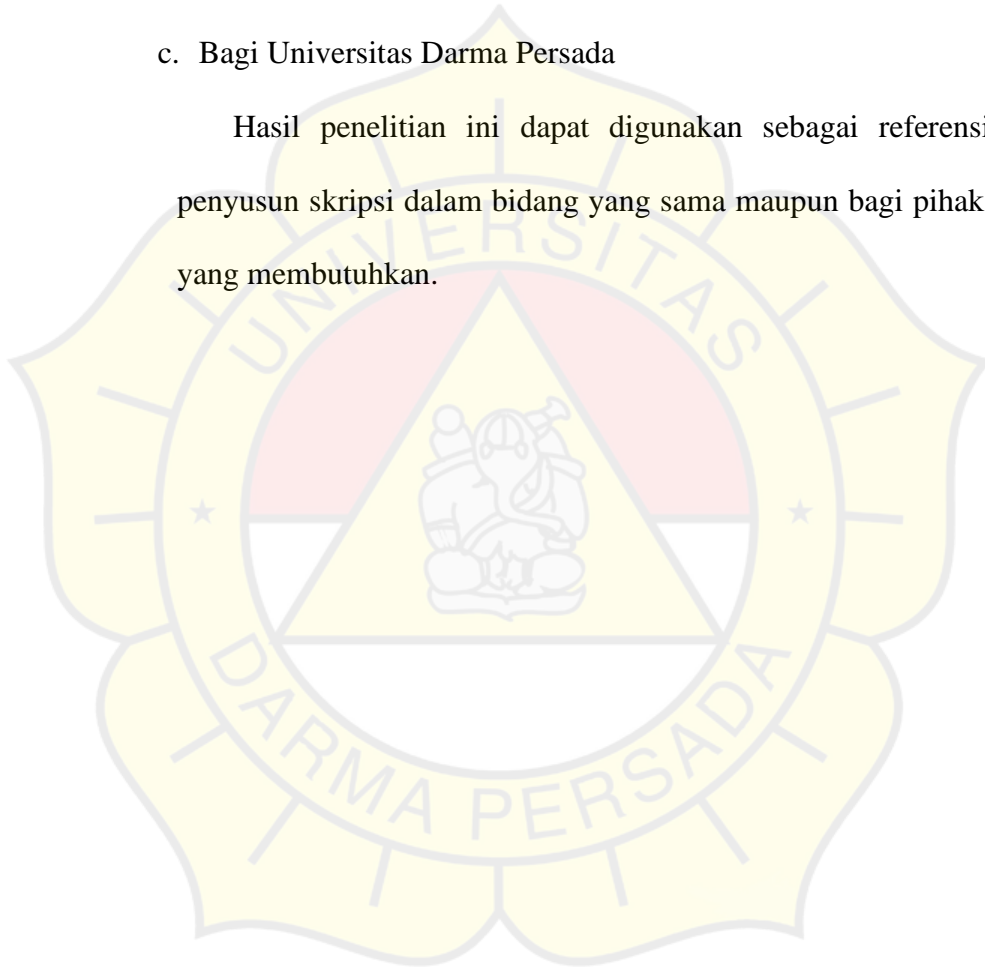 c. Bagi Universitas Darma Persada
Hasil penelitian ini dapat digunakan sebagai referensi
penyusun skripsi dalam bidang yang sama maupun bagi pihak
yang membutuhkan.
UNIVERSITAS
DARMA PERSADA